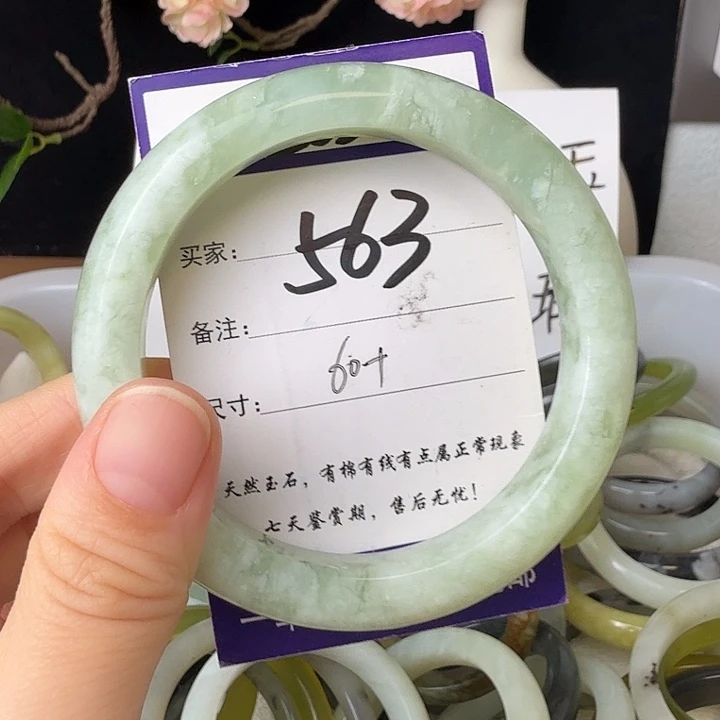 买家: 563
备注:
尺寸: 60+
天然玉石，有棉有线有点属正常现象
七天鉴赏期，售后无忧！